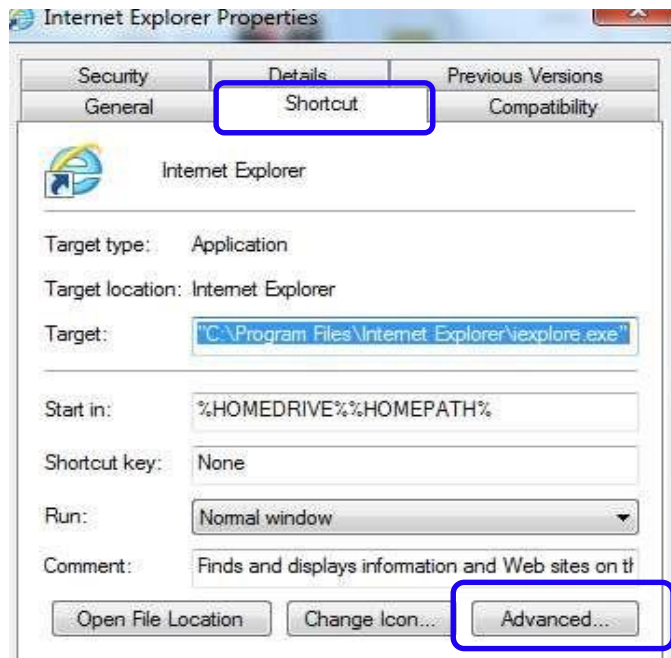 Internet Explorer Properties
Security Details Previous Versions
General Shortcut Compatibility
Internet Explorer
Target type: Application
Target location: Internet Explorer
Target: "C:\Program Files\Internet Explorer\iexplore.exe"
Start in: %HOMEDRIVE%%HOMEPATH%
Shortcut key: None
Run: Normal window
Comment: Finds and displays information and Web sites on th
Open File Location Change Icon... Advanced...